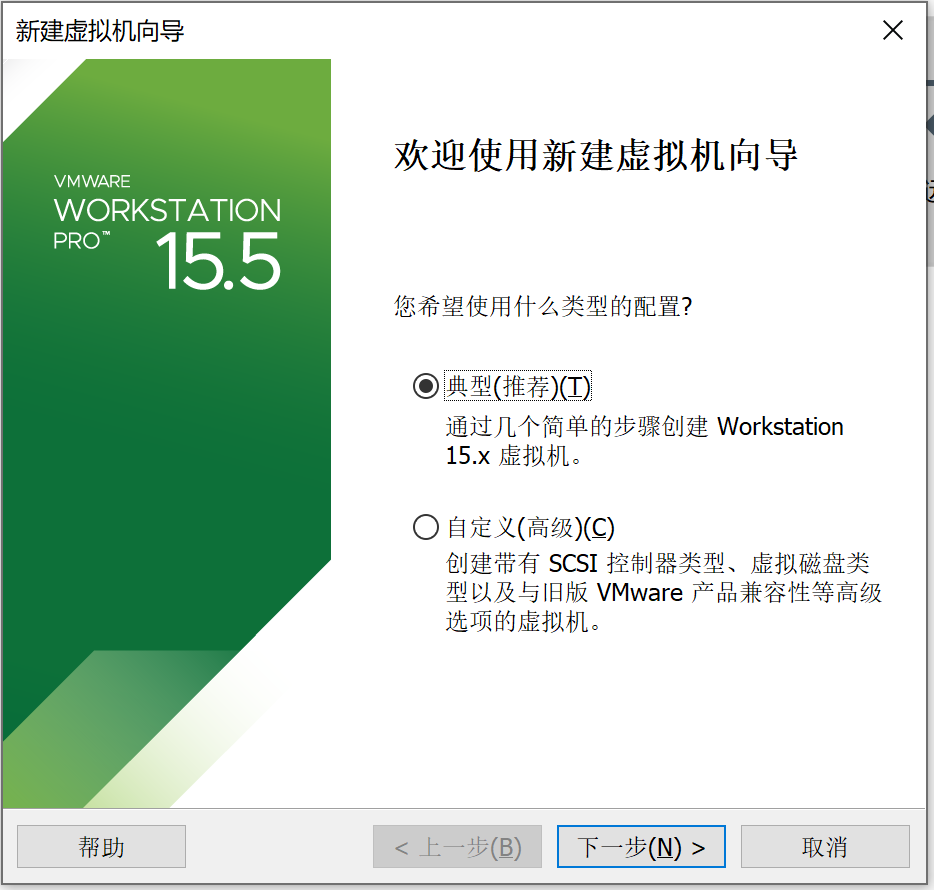 新建虚拟机向导
VMWARE
WORKSTATION
PRO™ 15.5
欢迎使用新建虚拟机向导
您希望使用什么类型的配置?
典型(推荐)(T)
通过几个简单的步骤创建 Workstation
15.x 虚拟机。
自定义(高级)(C)
创建带有 SCSI 控制器类型、虚拟磁盘类
型以及与旧版 VMware 产品兼容性等高级
选项的虚拟机。
帮助
< 上一步(B)
下一步(N) >
取消